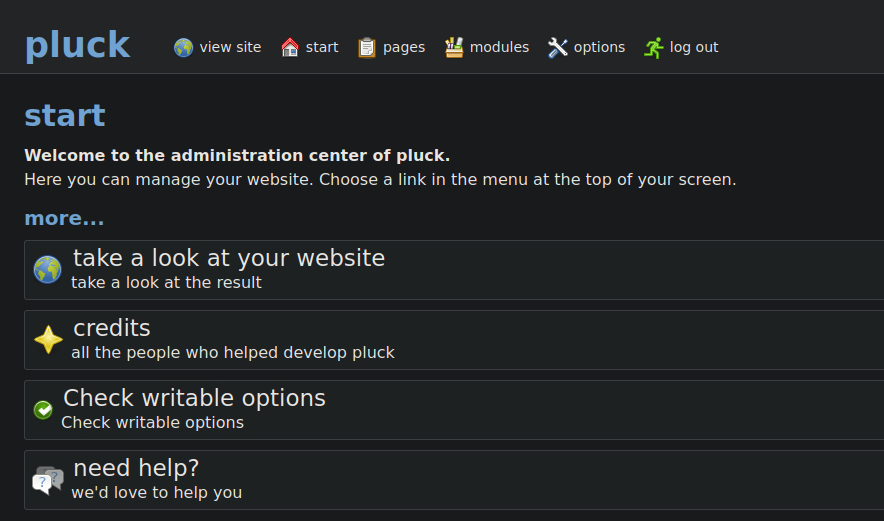 pluck
view site
start
pages
modules
options
log out
start
Welcome to the administration center of pluck.
Here you can manage your website. Choose a link in the menu at the top of your screen.
more...
take a look at your website
take a look at the result
credits
all the people who helped develop pluck
Check writable options
Check writable options
need help?
we'd love to help you